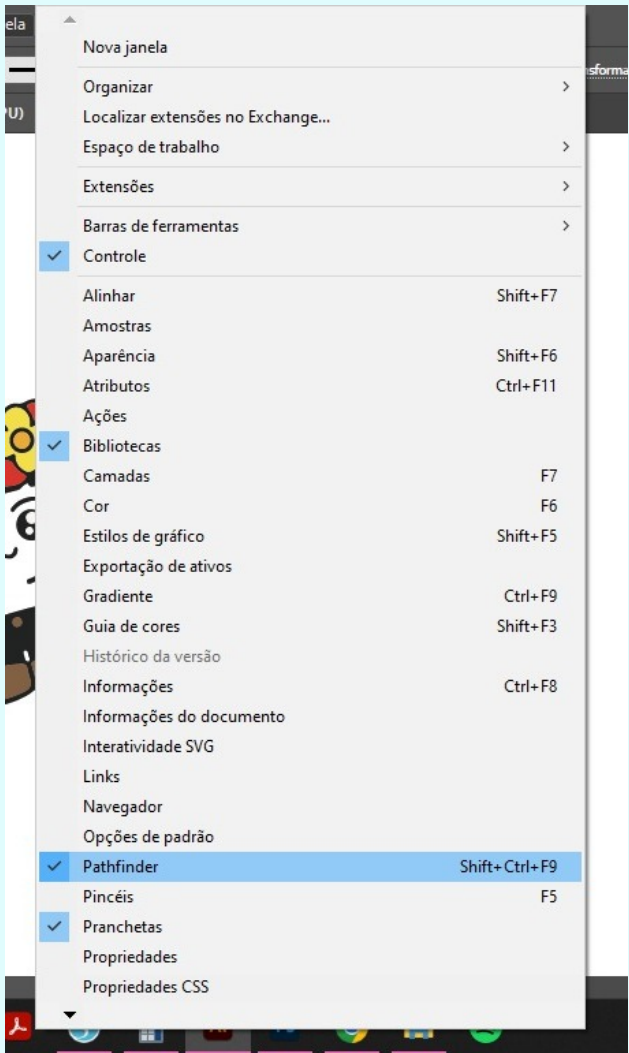 ela
Nova janela
Organizar
Localizar extensões no Exchange...
Espaço de trabalho
Extensões
Barras de ferramentas
Controle
Alinhar Shift+F7
Amostras
Aparência Shift+F6
Atributos Ctrl+F11
Ações
Bibliotecas
Camadas F7
Cor F6
Estilos de gráfico Shift+F5
Exportação de ativos
Gradiente Ctrl+F9
Guia de cores Shift+F3
Histórico da versão
Informações Ctrl+F8
Informações do documento
Interatividade SVG
Links
Navegador
Opções de padrão
Pathfinder Shift+Ctrl+F9
Pincéis F5
Pranchetas
Propriedades
Propriedades CSS